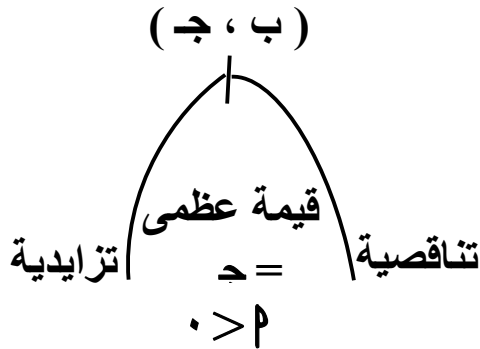 ( ب ، جـ )
قيمة عظمى
تناقصية
= جـ
تزايدية
م < ٠